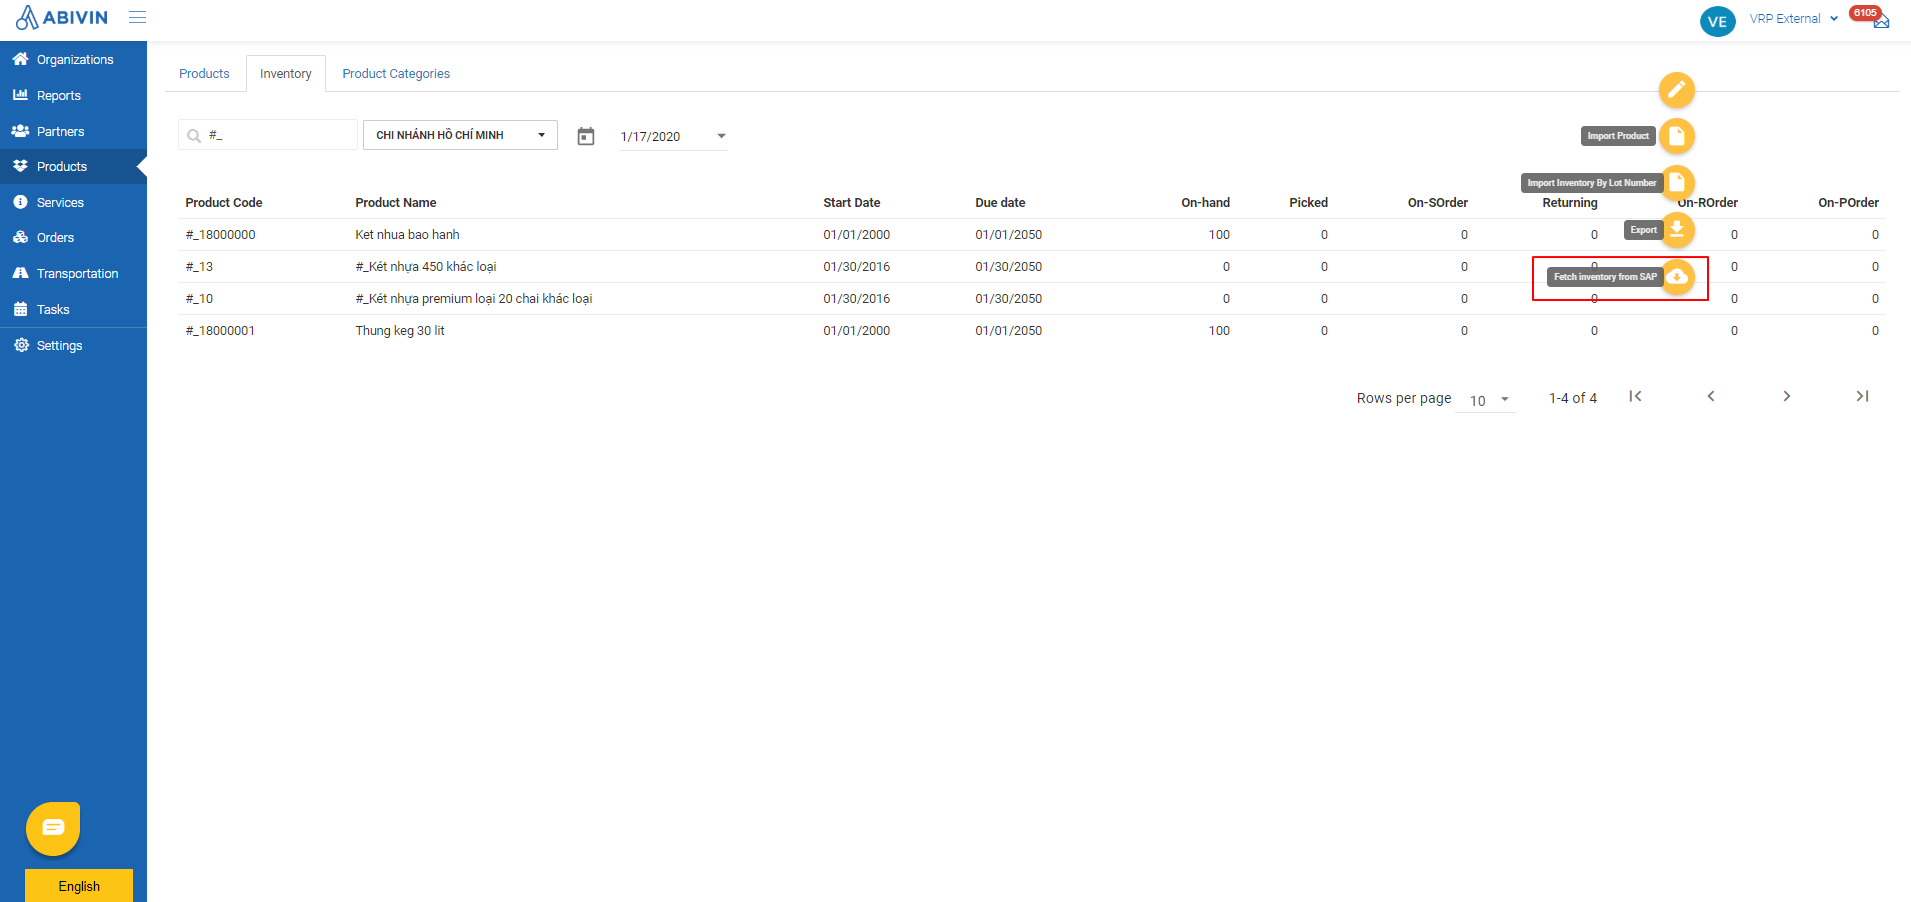 ABIVIN
VE
VRP External
6105
Organizations
Reports
Partners
Products
Services
Orders
Transportation
Tasks
Settings
English
Products
Inventory
Product Categories
#_
CHI NHÁNH HỒ CHÍ MINH
1/17/2020
Import Product
Import Inventory By Lot Number
Export
Fetch inventory from SAP
Product Code Product Name Start Date Due date On-hand Picked On-SOrder Returning On-ROrder On-POrder
#_18000000 Ket nhua bao hanh 01/01/2000 01/01/2050 100 0 0 0 0 0
#_13 #_Két nhựa 450 khác loại 01/30/2016 01/30/2050 0 0 0 0 0 0
#_10 #_Két nhựa premium loại 20 chai khác loại 01/30/2016 01/30/2050 0 0 0 0 0 0
#_18000001 Thung keg 30 lit 01/01/2000 01/01/2050 100 0 0 0 0 0
Rows per page 10 1-4 of 4